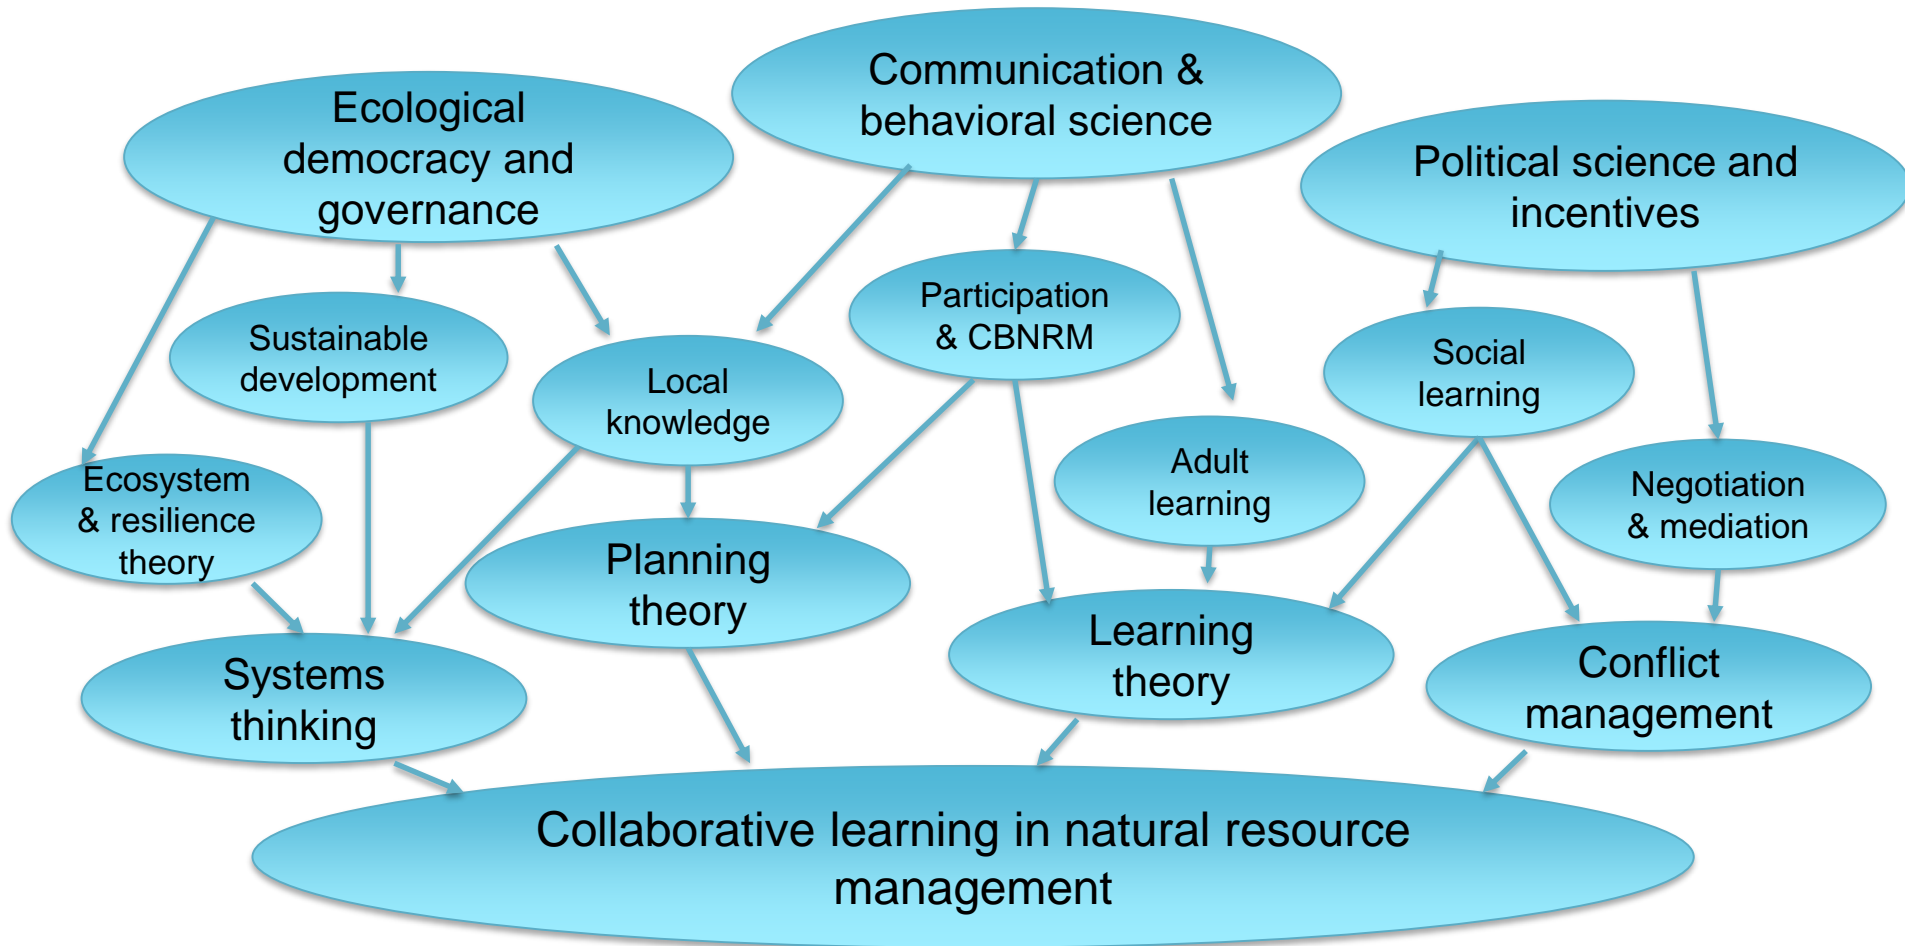 Communication &
behavioral science
Ecological
democracy and
governance
Political science and
incentives
Participation
& CBNRM
Sustainable
development
Local
knowledge
Social
learning
Adult
learning
Ecosystem
& resilience
theory
Negotiation
& mediation
Planning
theory
Learning
theory
Systems
thinking
Conflict
management
Collaborative learning in natural resource
management